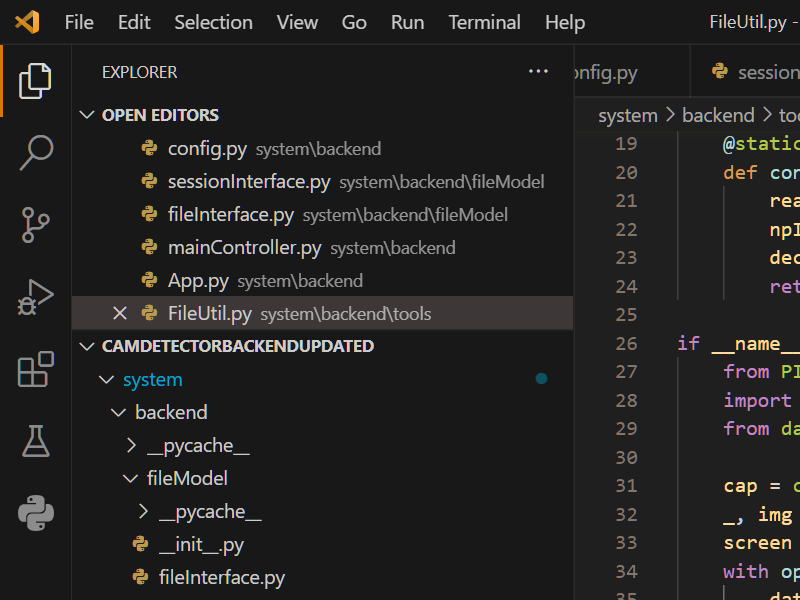 File Edit Selection View Go Run Terminal Help FileUtil.py -
EXPLORER ...
OPEN EDITORS
config.py system\backend
sessionInterface.py system\backend\fileModel
fileInterface.py system\backend\fileModel
mainController.py system\backend
App.py system\backend
FileUtil.py system\backend\tools
CAMDETECTORBACKENDUPDATED
system
backend
__pycache__
fileModel
__pycache__
__init__.py
fileInterface.py
onfig.py session
system > backend > too
19 @static
20 def con
21 rea
22 npI
23 dec
24 ret
25
26 if __name__
27 from PI
28 import
29 from da
30
31 cap = c
32 _, img
33 screen
34 with op
35 dat